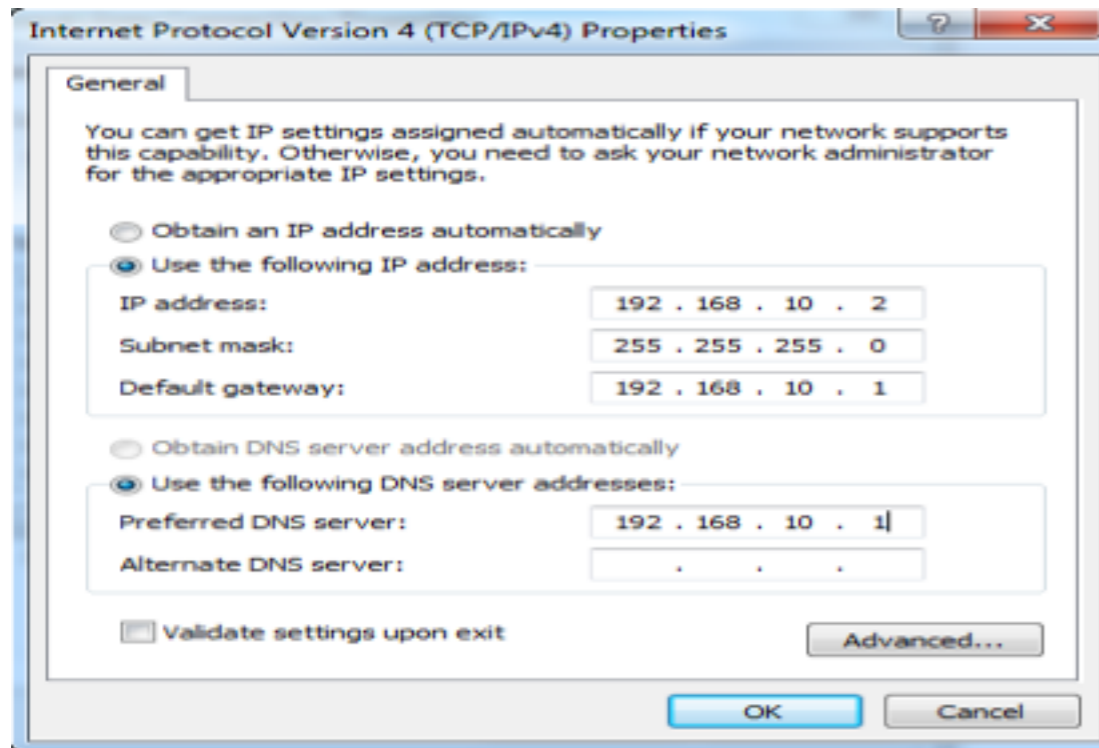 Internet Protocol Version 4 (TCP/IPv4) Properties
General
You can get IP settings assigned automatically if your network supports
this capability. Otherwise, you need to ask your network administrator
for the appropriate IP settings.
Obtain an IP address automatically
Use the following IP address:
IP address: 192 . 168 . 10 . 2
Subnet mask: 255 . 255 . 255 . 0
Default gateway: 192 . 168 . 10 . 1
Obtain DNS server address automatically
Use the following DNS server addresses:
Preferred DNS server: 192 . 168 . 10 . 1
Alternate DNS server: . . .
Validate settings upon exit
Advanced...
OK Cancel